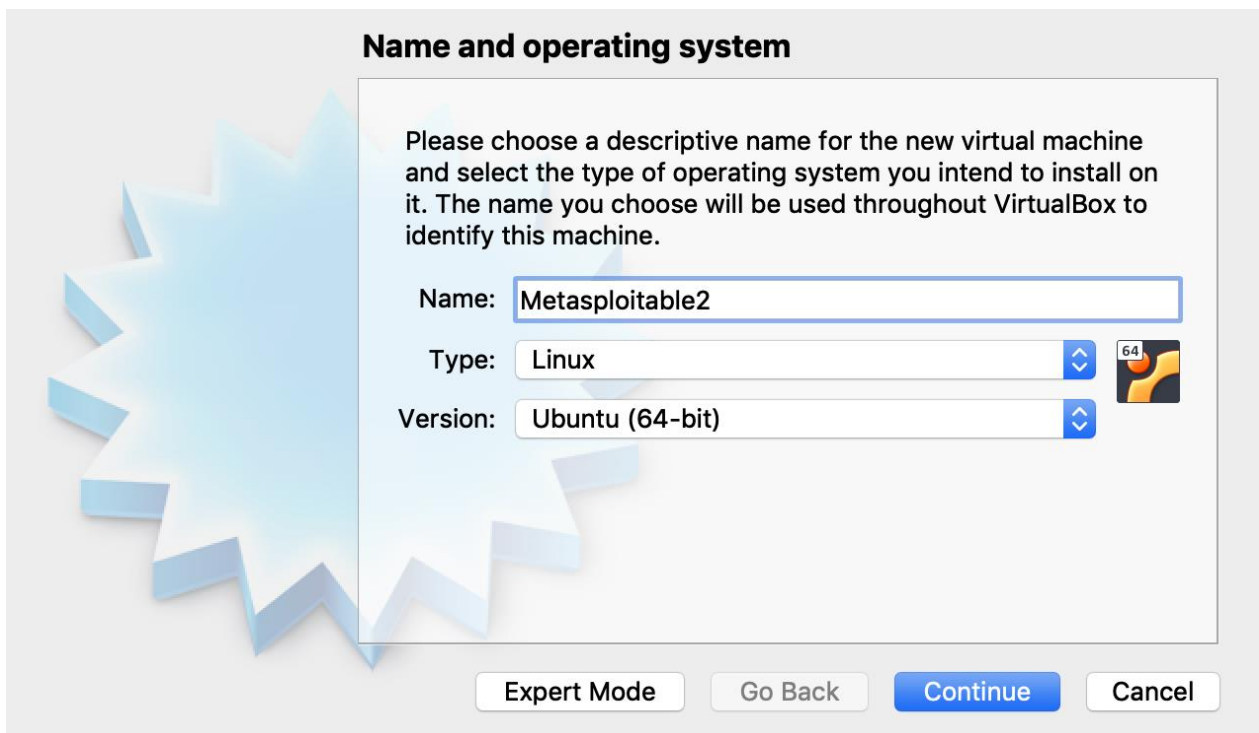 Name and operating system
Please choose a descriptive name for the new virtual machine
and select the type of operating system you intend to install on
it. The name you choose will be used throughout VirtualBox to
identify this machine.
Name: Metasploitable2
Type: Linux
64
Version: Ubuntu (64-bit)
Expert Mode Go Back Continue Cancel